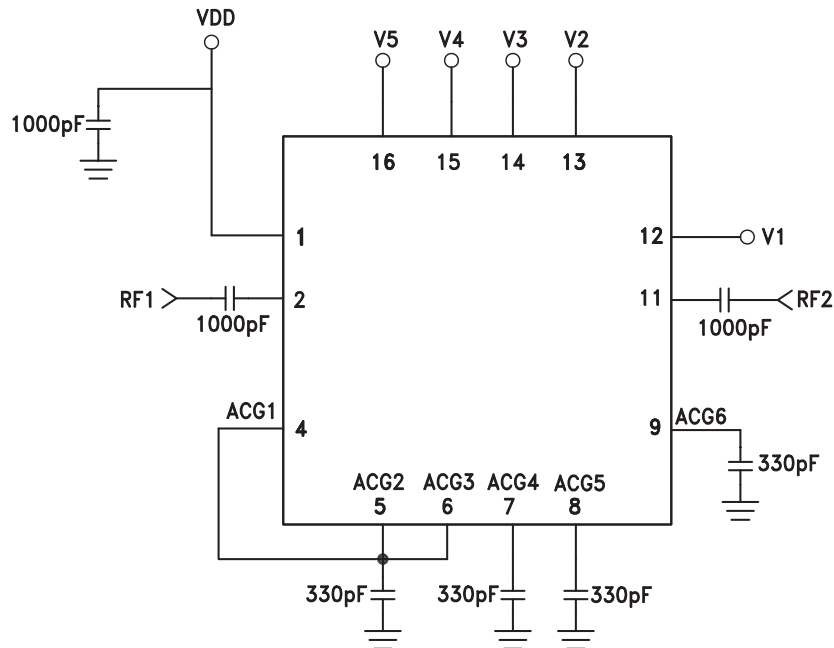 VDD
V5 V4 V3 V2
1000pF
16 15 14 13
1 12 V1
RF1 2 11 RF2
1000pF 1000pF
ACG1 4 9 ACG6
330pF
ACG2 ACG3 ACG4 ACG5
5 6 7 8
330pF 330pF 330pF